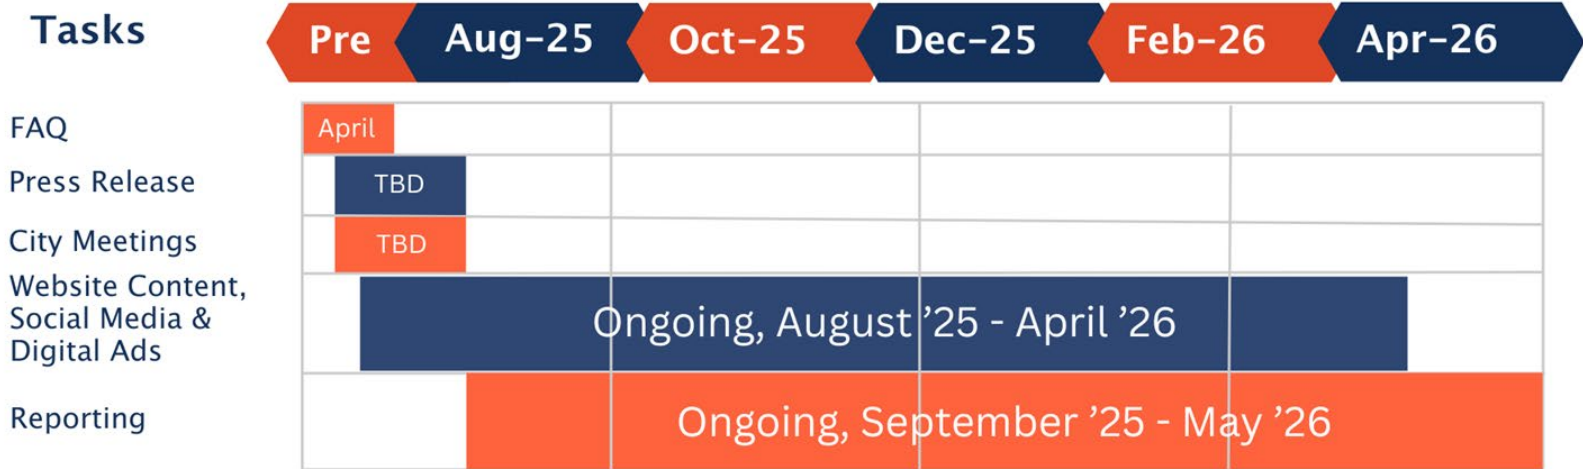 Tasks
Pre
Aug-25
Oct-25
Dec-25
Feb-26
Apr-26
FAQ
April
Press Release
TBD
City Meetings
TBD
Website Content,
Social Media &
Digital Ads
Ongoing, August ’25 - April ’26
Reporting
Ongoing, September ’25 - May ’26